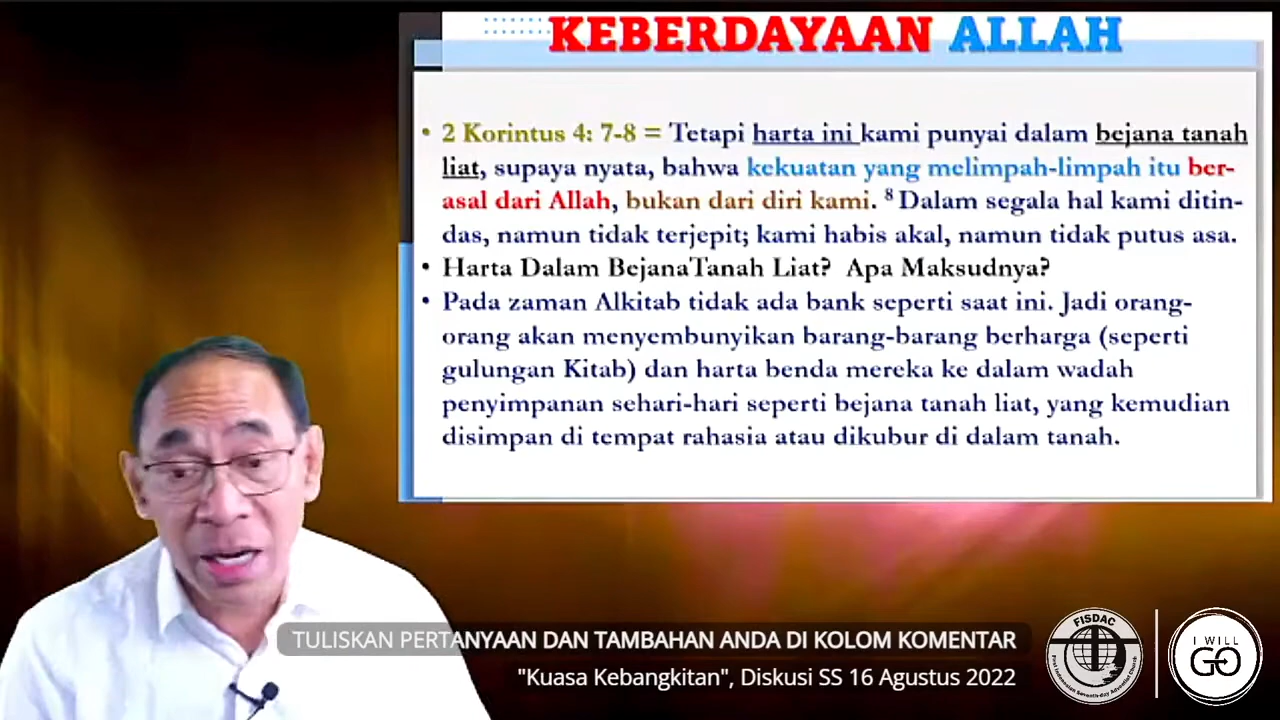 KEBERDAYAAN ALLAH
• 2 Korintus 4: 7-8 = Tetapi harta ini kami punyai dalam bejana tanah
liat, supaya nyata, bahwa kekuatan yang melimpah-limpah itu ber-
asal dari Allah, bukan dari diri kami. ⁸ Dalam segala hal kami ditin-
das, namun tidak terjepit; kami habis akal, namun tidak putus asa.
• Harta Dalam BejanaTanah Liat? Apa Maksudnya?
• Pada zaman Alkitab tidak ada bank seperti saat ini. Jadi orang-
orang akan menyembunyikan barang-barang berharga (seperti
gulungan Kitab) dan harta benda mereka ke dalam wadah
penyimpanan sehari-hari seperti bejana tanah liat, yang kemudian
disimpan di tempat rahasia atau dikubur di dalam tanah.
TULISKAN PERTANYAAN DAN TAMBAHAN ANDA DI KOLOM KOMENTAR
"Kuasa Kebangkitan", Diskusi SS 16 Agustus 2022
FISDAC
First Indonesian Seventh-day Adventist Church
I WILL
GO